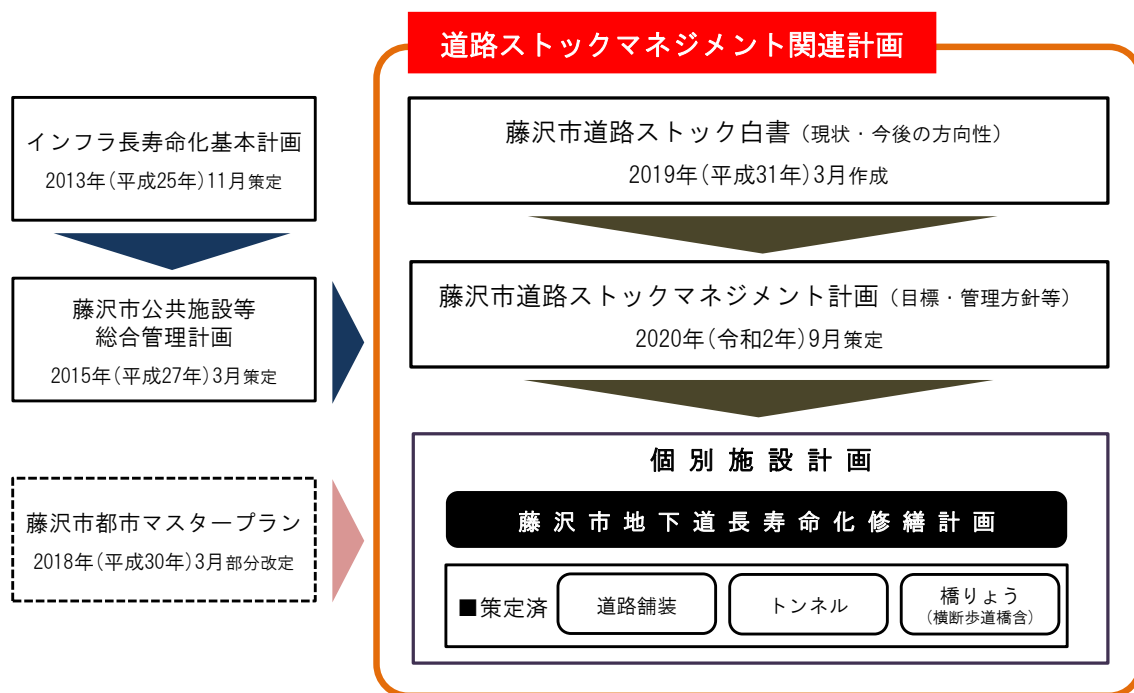 道路ストックマネジメント関連計画
インフラ長寿命化基本計画
2013年(平成25年)11月策定
藤沢市公共施設等
総合管理計画
2015年(平成27年)3月策定
藤沢市都市マスタープラン
2018年(平成30年)3月部分改定
藤沢市道路ストック白書（現状・今後の方向性）
2019年(平成31年)3月作成
藤沢市道路ストックマネジメント計画（目標・管理方針等）
2020年(令和2年)9月策定
個別施設計画
藤沢市地下道長寿命化修繕計画
■策定済
道路舗装
トンネル
橋りょう
（横断歩道橋含）